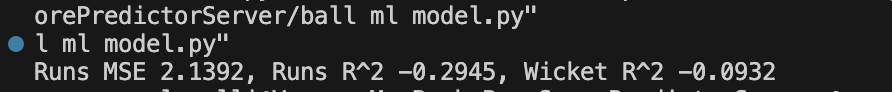 orePredictorServer/ball ml model.py"
l ml model.py"
Runs MSE 2.1392, Runs R^2 -0.2945, Wicket R^2 -0.0932